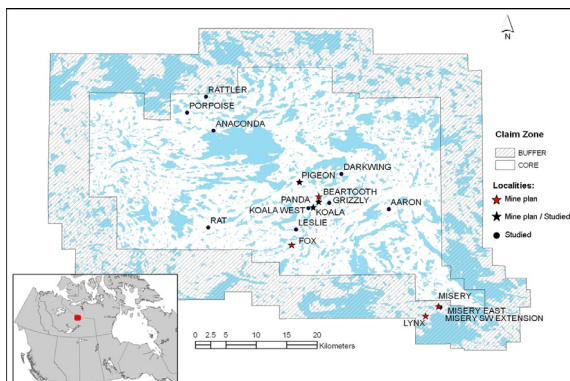 N
RATTLER
PORPOISE
ANACONDA
DARKWING
PIGEON
BEARTOOTH
PANDA
GRIZZLY
KOALA WEST
KOALA
AARON
RAT
LESLIE
FOX
MISERY
MISERY EAST
MISERY SW EXTENSION
LYNX
Claim Zone
BUFFER
CORE
Localities:
Mine plan
Mine plan / Studied
Studied
0 2.5 5 10 15 20
Kilometers